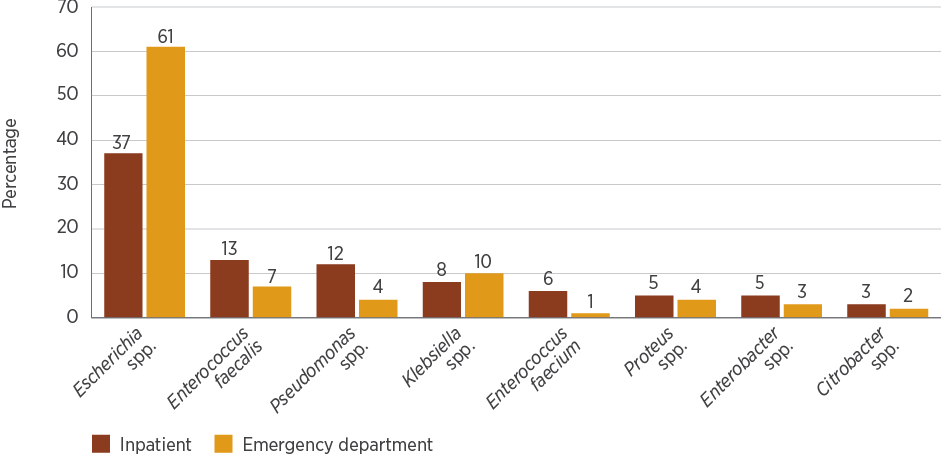 70
60
50
40
30
20
10
0
Percentage
37
61
13
7
12
4
8
10
6
1
5
4
5
3
3
2
Escherichia
spp.
Enterococcus
faecalis
Pseudomonas
spp.
Klebsiella
spp.
Enterococcus
faecium
Proteus
spp.
Enterobacter
spp.
Citrobacter
spp.
Inpatient
Emergency department